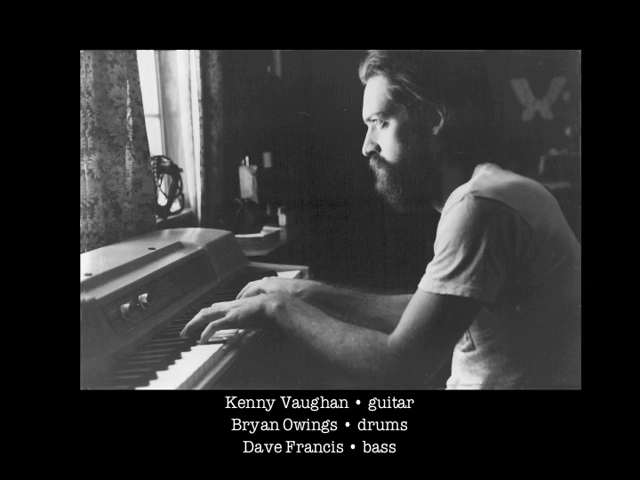 Kenny Vaughan • guitar
Bryan Owings • drums
Dave Francis • bass